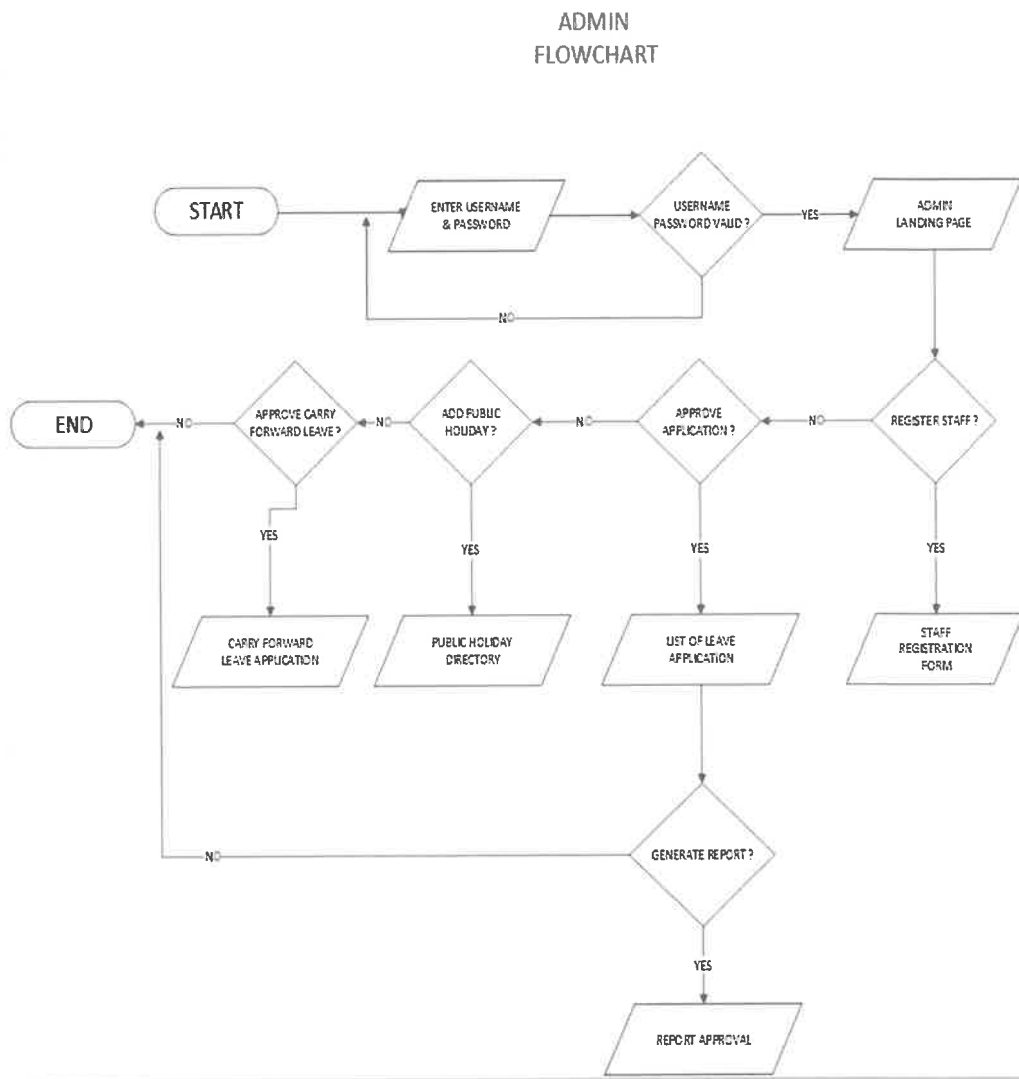 ADMIN
FLOWCHART
START
ENTER USERNAME
& PASSWORD
USERNAME
PASSWORD VALID ?
YES
ADMIN
LANDING PAGE
NO
END
NO
APPROVE CARRY
FORWARD LEAVE ?
NO
ADD PUBLIC
HOLIDAY ?
NO
APPROVE
APPLICATION ?
NO
REGISTER STAFF ?
YES
YES
YES
YES
CARRY FORWARD
LEAVE APPLICATION
PUBLIC HOLIDAY
DIRECTORY
LIST OF LEAVE
APPLICATION
STAFF
REGISTRATION
FORM
NO
GENERATE REPORT ?
YES
REPORT APPROVAL